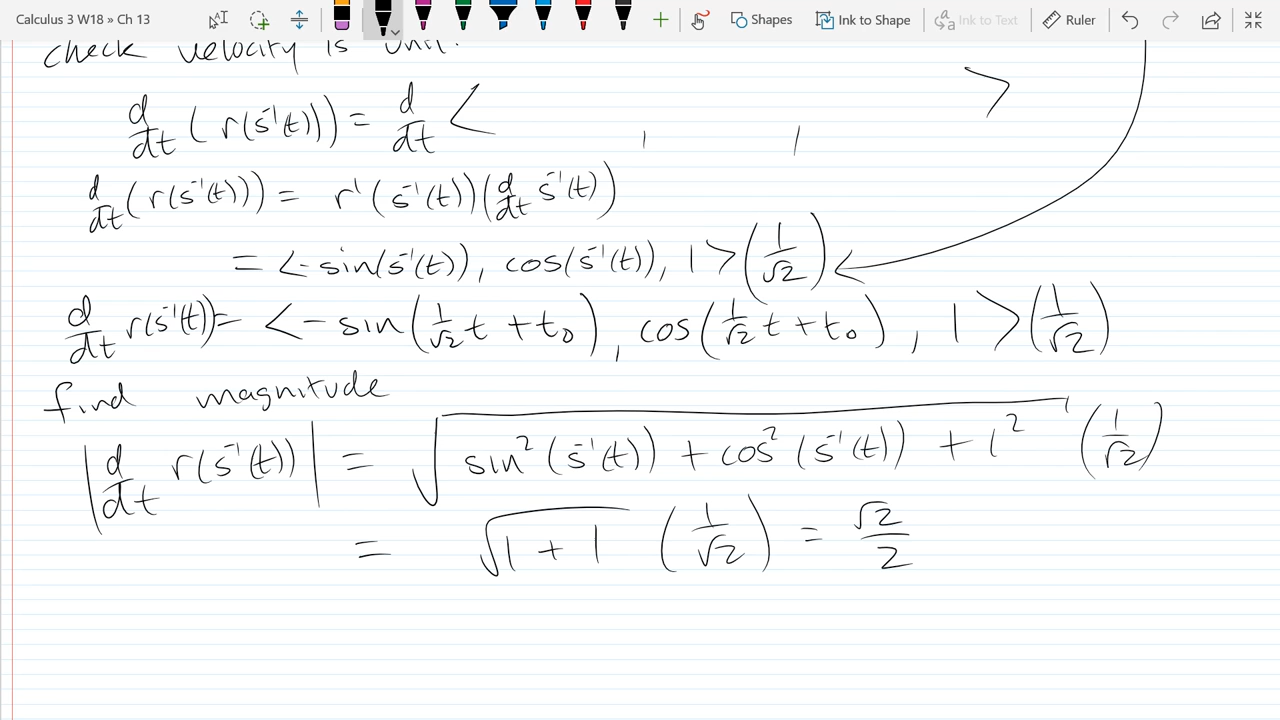 Calculus 3 W18 » Ch 13 Shapes Ink to Shape Ink to Text Ruler
check velocity is unit.
d/dt (r(s⁻¹(t))) = d/dt < , , >
d/dt (r(s⁻¹(t))) = r'(s⁻¹(t)) (d/dt s⁻¹(t))
= <-sin(s⁻¹(t)), cos(s⁻¹(t)), 1> (1/√2)
d/dt r(s⁻¹(t)) = <-sin(1/√2 t + t₀), cos(1/√2 t + t₀), 1> (1/√2)
find magnitude
|d/dt r(s⁻¹(t))| = √(sin²(s⁻¹(t)) + cos²(s⁻¹(t)) + 1²) (1/√2)
= √(1 + 1) (1/√2) = √2/2